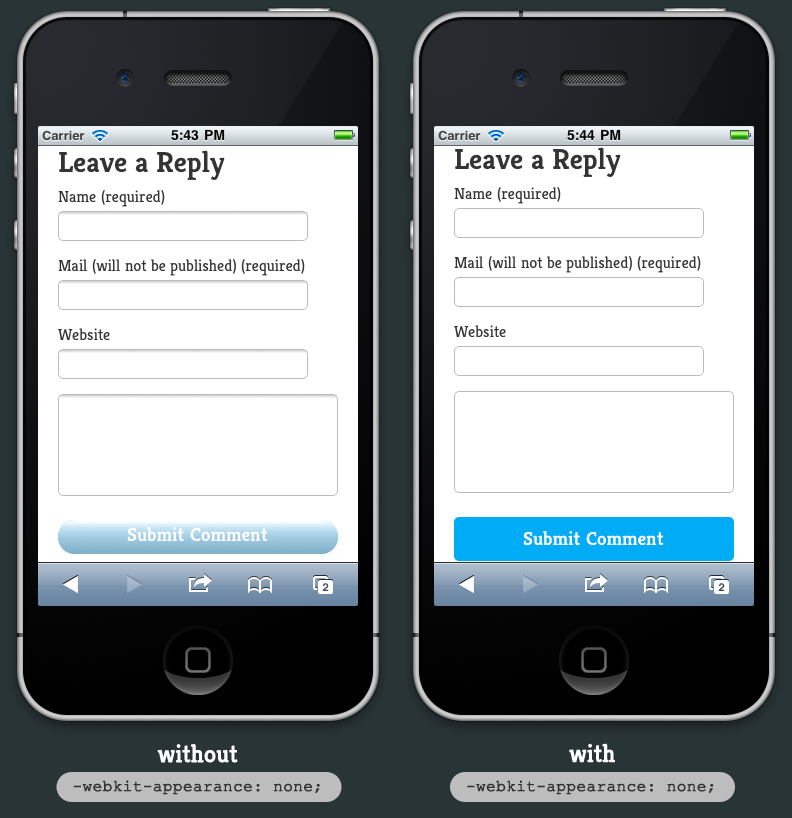 Carrier 5:43 PM
Leave a Reply
Name (required)
Mail (will not be published) (required)
Website
Submit Comment
2
without
-webkit-appearance: none;
Carrier 5:44 PM
Leave a Reply
Name (required)
Mail (will not be published) (required)
Website
Submit Comment
2
with
-webkit-appearance: none;